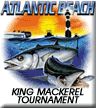 ATLANTIC BEACH
KING MACKEREL
TOURNAMENT